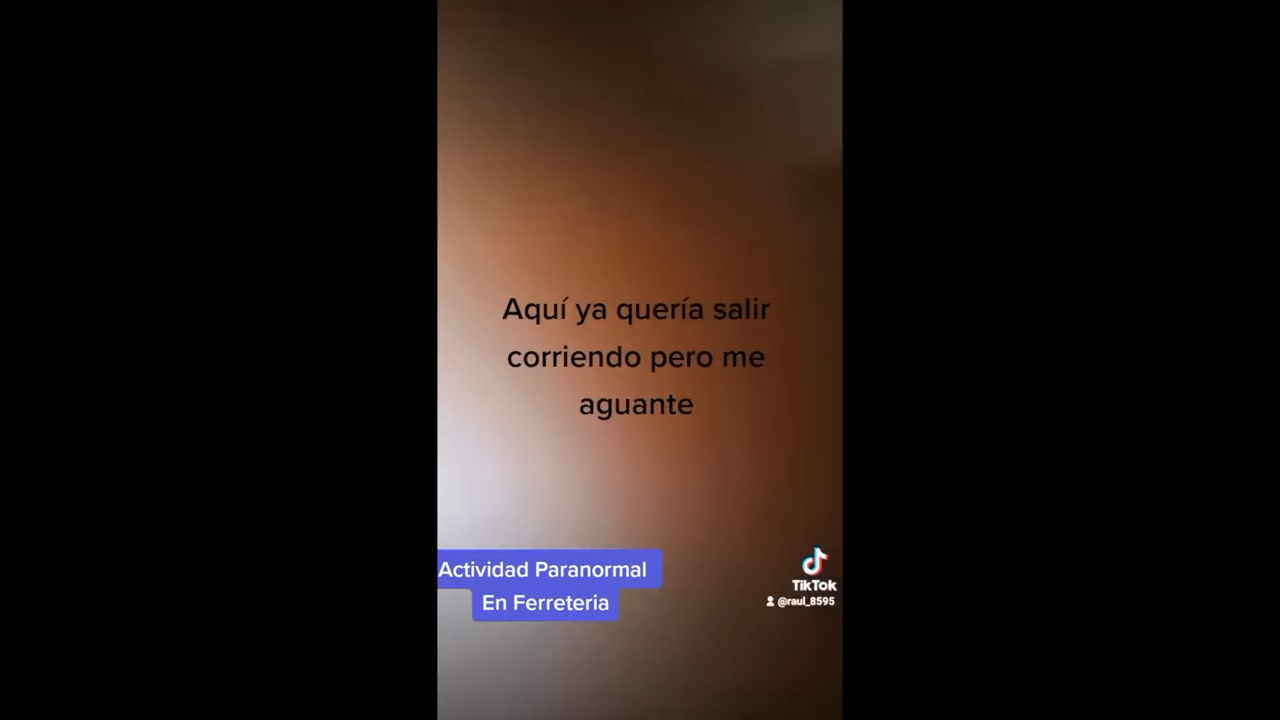 Aquí ya quería salir
corriendo pero me
aguante
Actividad Paranormal
En Ferreteria
TikTok
@raul_8595